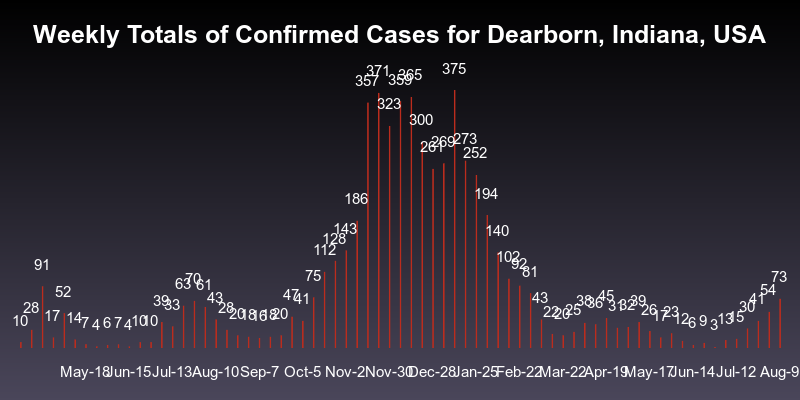 Weekly Totals of Confirmed Cases for Dearborn, Indiana, USA
10 28 91 17 52 14 7 4 6 7 4 10 10 39 33 63 70 61 43 28 20 18 16 18 20 47 41 75 112 128 143 186 357 371 323 359 365 300 261 269 375 273 252 194 140 102 92 81 43 22 20 25 38 36 45 31 32 39 26 17 23 12 6 9 3 13 15 30 41 54 73
May-18 Jun-15 Jul-13 Aug-10 Sep-7 Oct-5 Nov-2 Nov-30 Dec-28 Jan-25 Feb-22 Mar-22 Apr-19 May-17 Jun-14 Jul-12 Aug-9